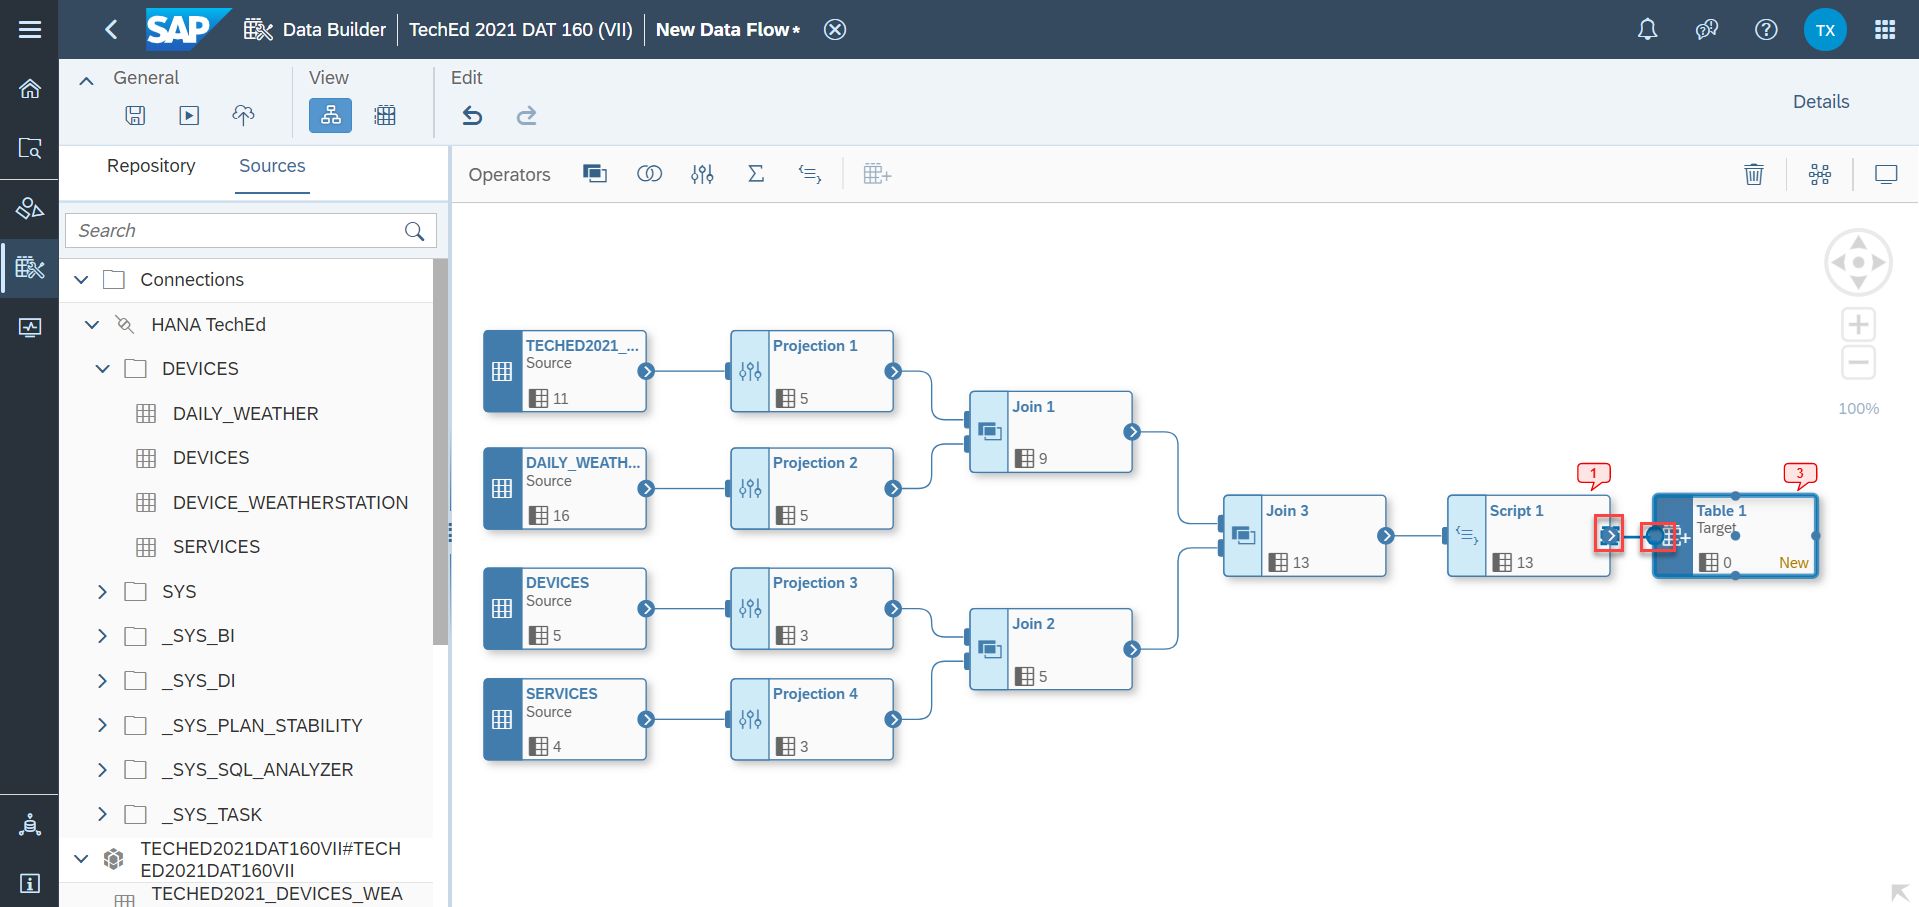 SAP
Data Builder
TechEd 2021 DAT 160 (VII)
New Data Flow*
TX
General
View
Edit
Details
Repository
Sources
Operators
Search
Connections
HANA TechEd
DEVICES
DAILY_WEATHER
DEVICES
DEVICE_WEATHERSTATION
SERVICES
SYS
_SYS_BI
_SYS_DI
_SYS_PLAN_STABILITY
_SYS_SQL_ANALYZER
_SYS_TASK
TECHED2021DAT160VII#TECH
ED2021DAT160VII
TECHED2021_DEVICES_WEA
TECHED2021_...
Source
11
Projection 1
5
DAILY_WEATH...
Source
16
Projection 2
5
Join 1
9
DEVICES
Source
5
Projection 3
3
SERVICES
Source
4
Projection 4
3
Join 2
5
Join 3
13
Script 1
13
1
3
Table 1
Target
0
New
100%